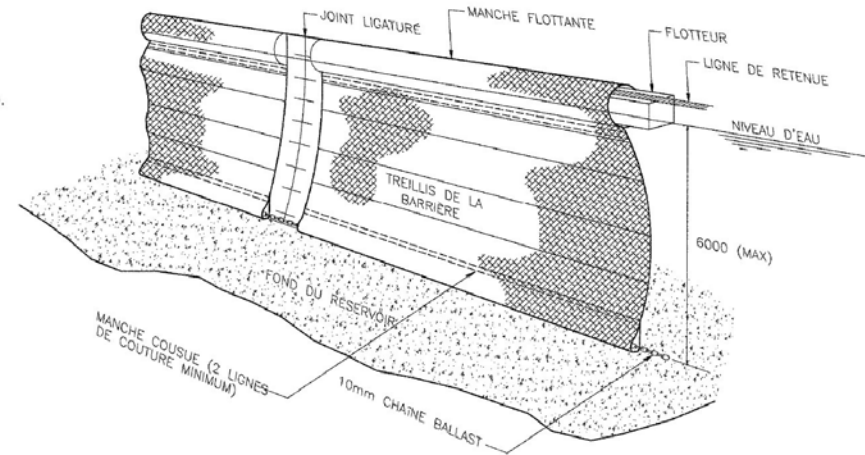 JOINT LIGATURÉ
MANCHE FLOTTANTE
FLOTTEUR
LIGNE DE RETENUE
NIVEAU D'EAU
TREILLIS DE LA
BARRIÈRE
6000 (MAX)
FOND DU RÉSERVOIR
MANCHE COUSUE (2 LIGNES
DE COUTURE MINIMUM)
10mm CHAÎNE BALLAST